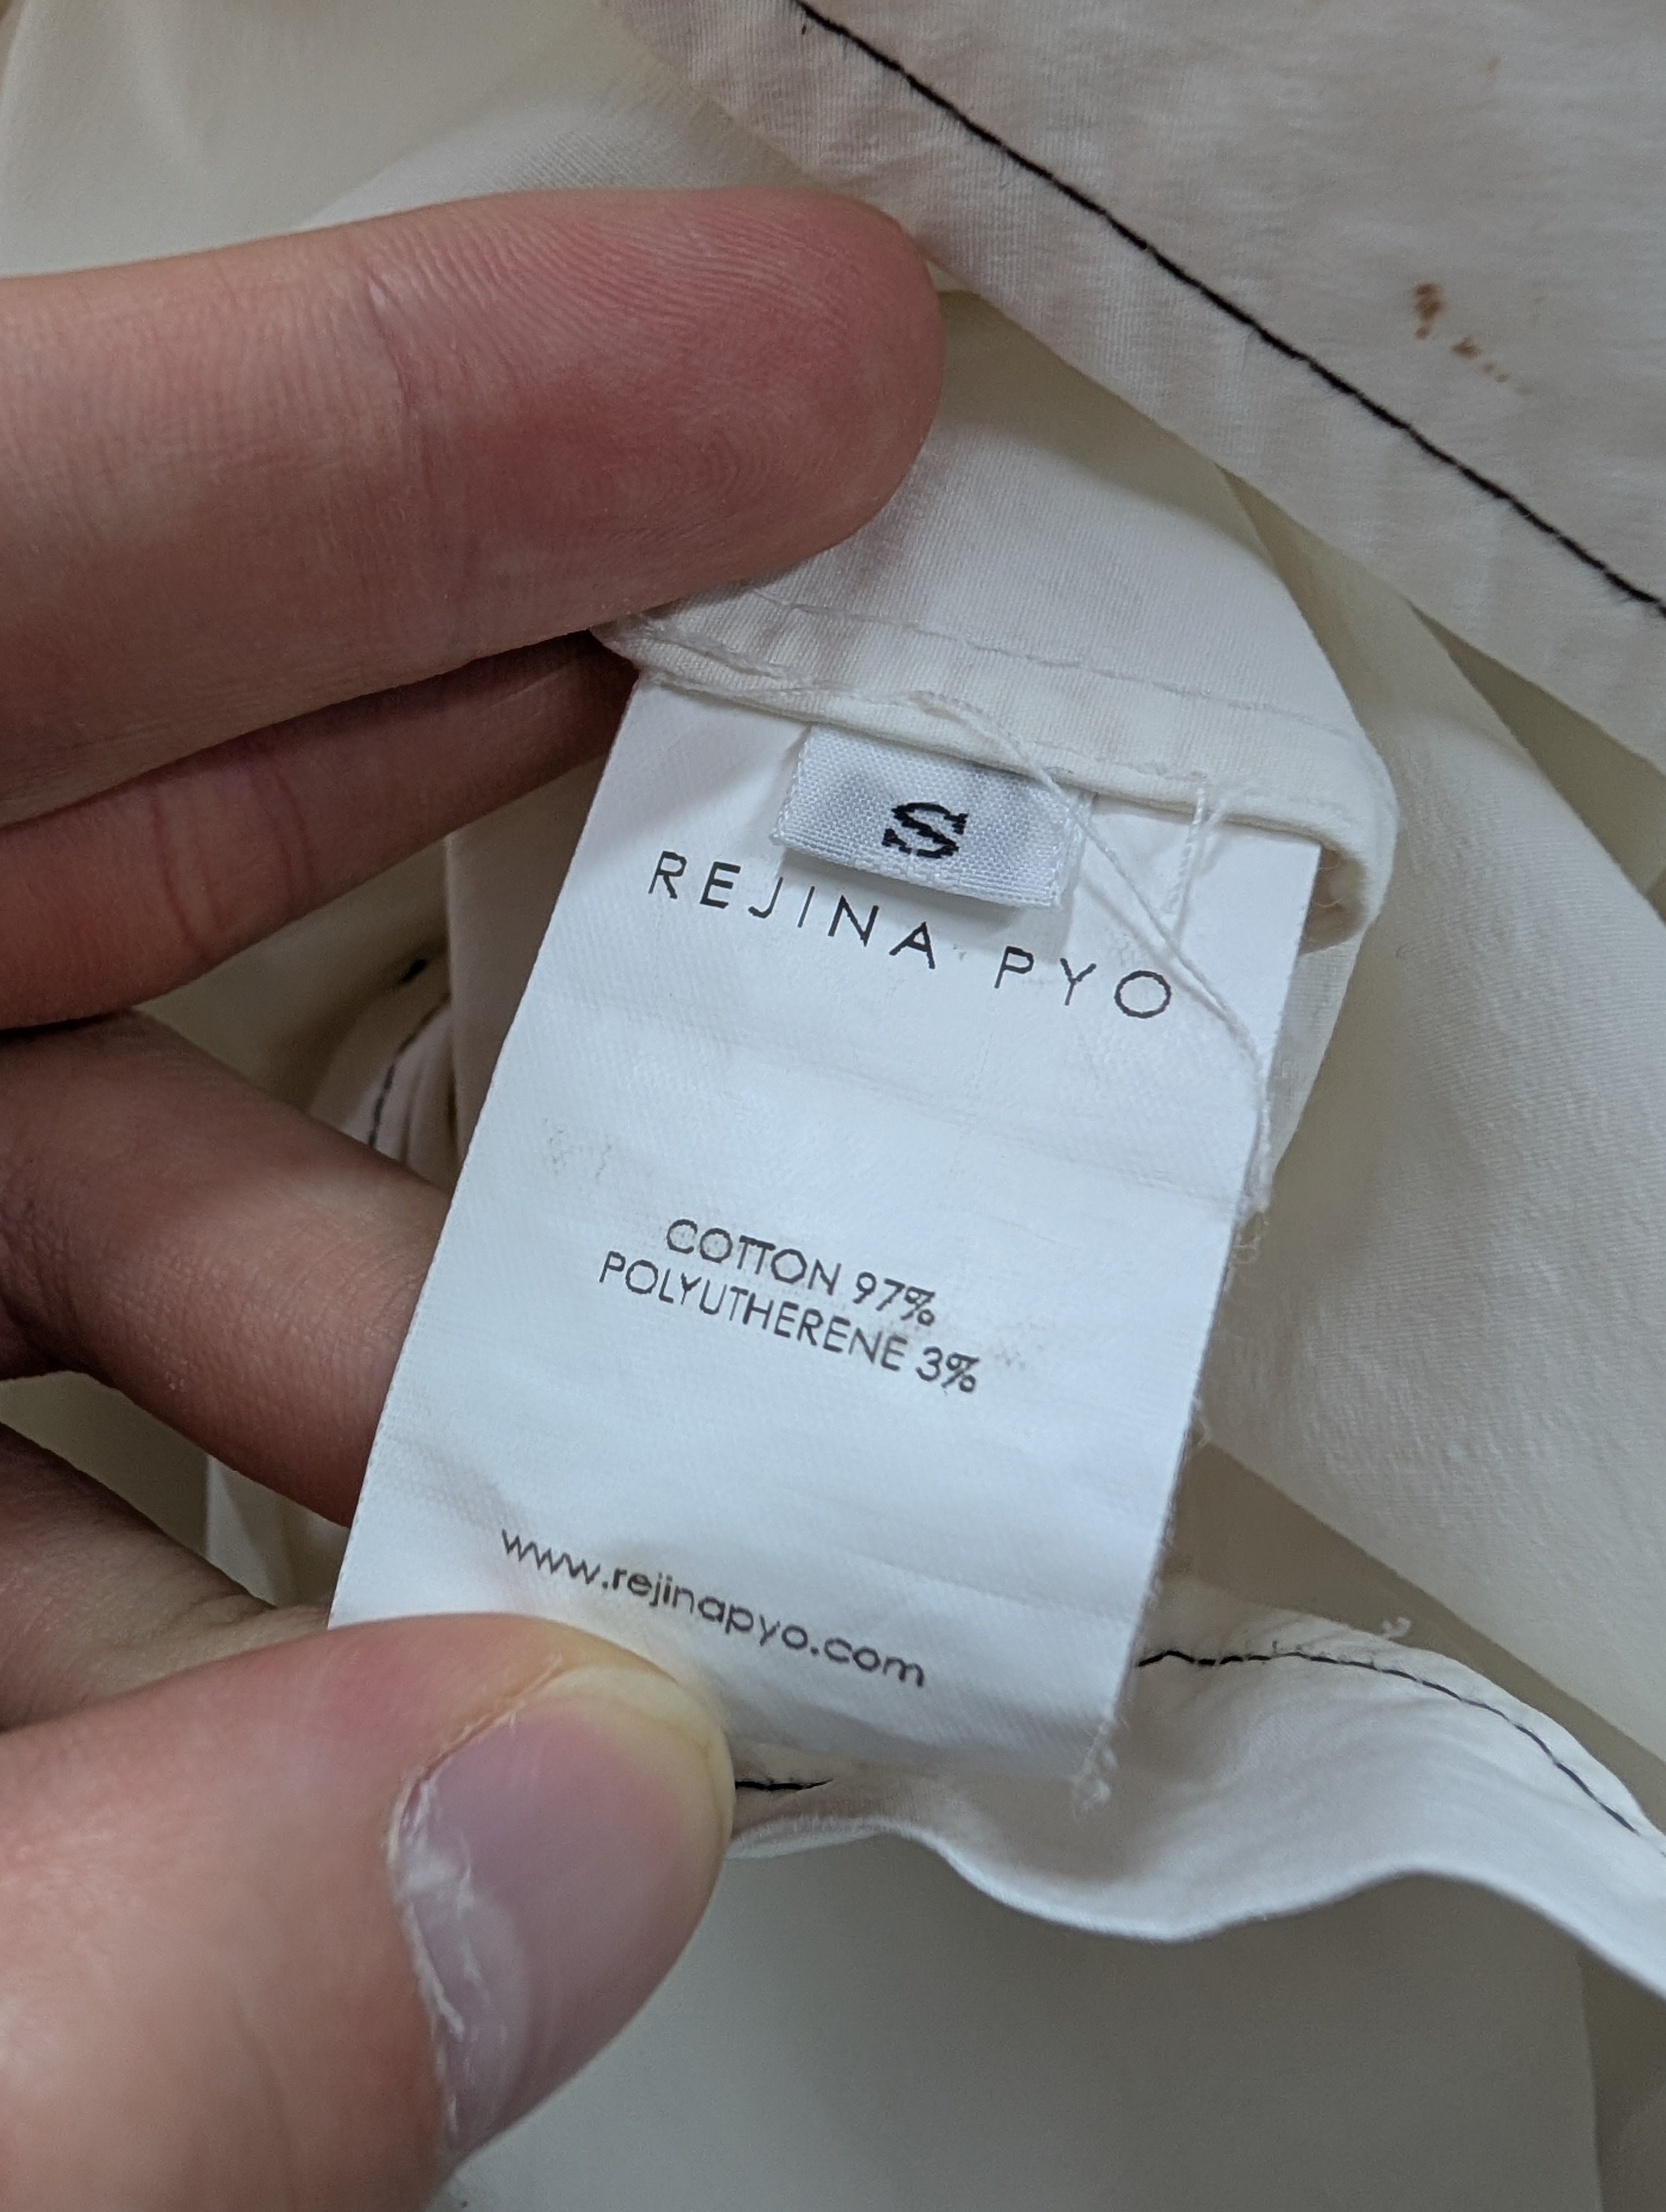 S
REJINA PYO
COTTON 97%
POLYUTHERENE 3%
www.rejinapyo.com